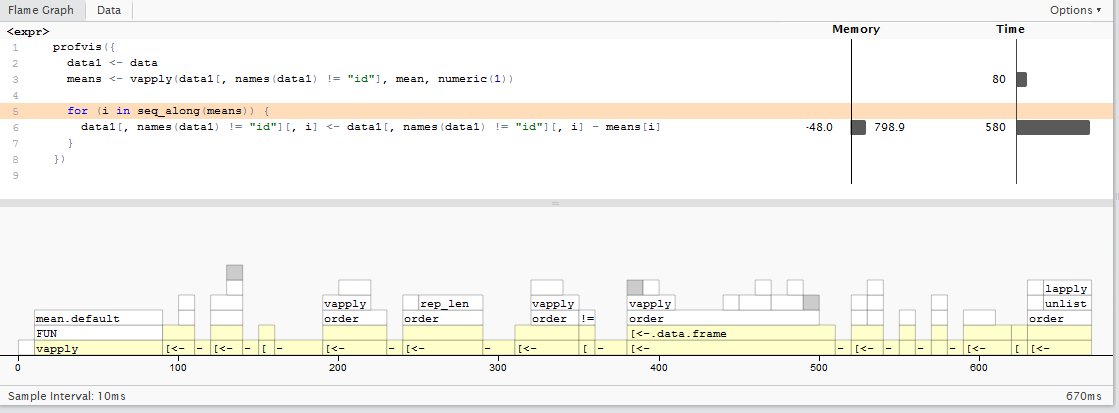 Flame Graph Data Options ▾
<expr> Memory Time
1 profvis({
2 data1 <- data
3 means <- vapply(data1[, names(data1) != "id"], mean, numeric(1)) 80
4
5 for (i in seq_along(means)) {
6 data1[, names(data1) != "id"][, i] <- data1[, names(data1) != "id"][, i] - means[i] -48.0 798.9 580
7 }
8 })
9
lapply
vapply rep_len vapply vapply unlist
mean.default order order order != order order
FUN [<-.data.frame
vapply [<- - [<- - [ - [<- - [<- - [<- [ - [<- - [<- - [ - [ - [<- - [ [<-
0 100 200 300 400 500 600
Sample Interval: 10ms 670ms